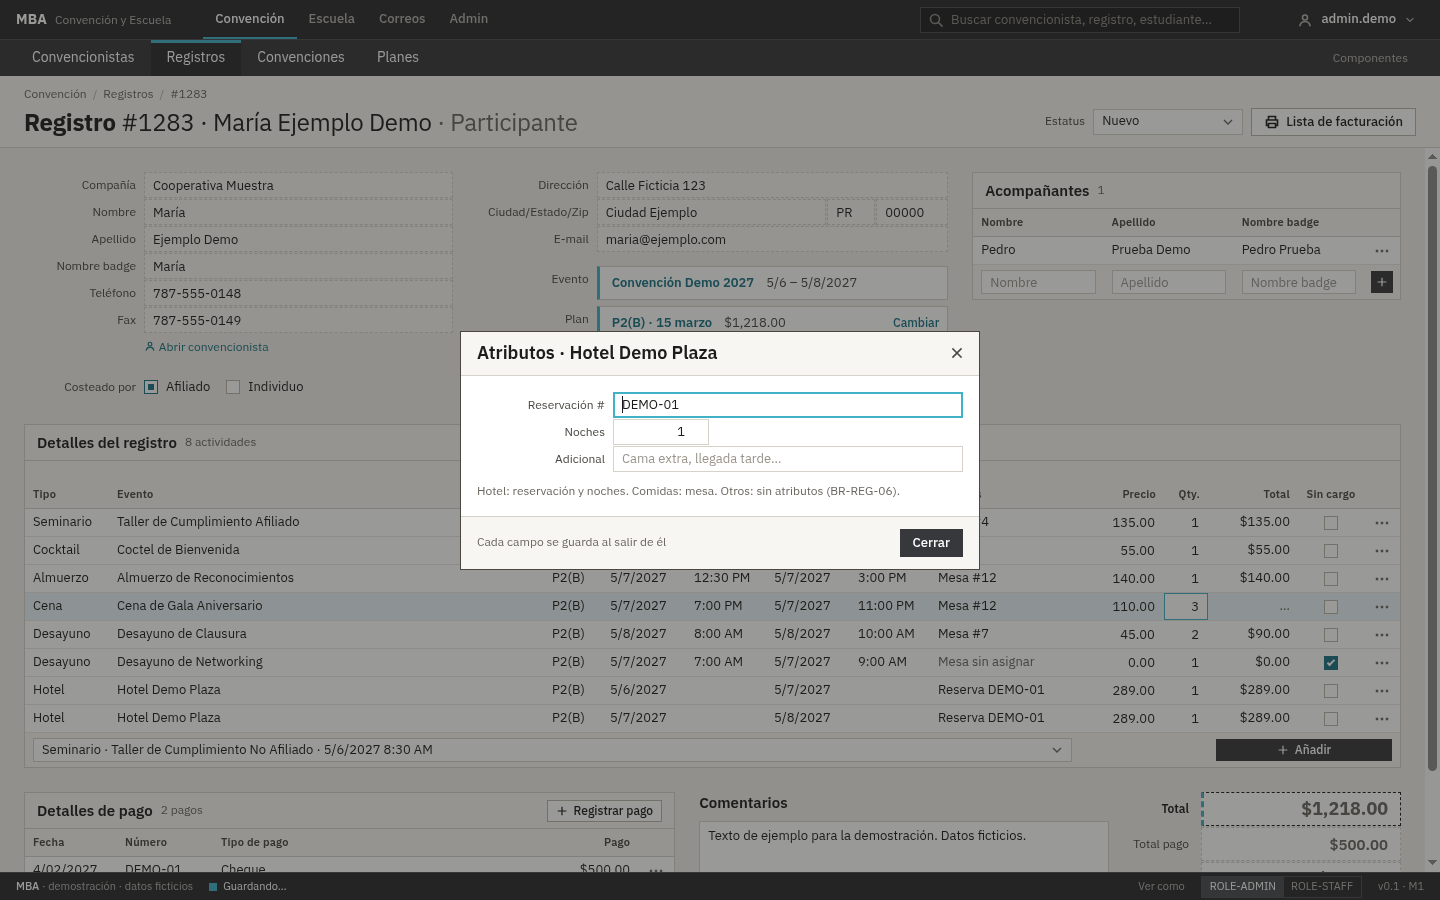 MBA Convención y Escuela Convención Escuela Correos Admin Buscar convencionista, registro, estudiante... admin.demo
Convencionistas Registros Convenciones Planes Componentes
Convención / Registros / #1283
Registro #1283 · María Ejemplo Demo · Participante Estatus Nuevo Lista de facturación
Compañía Cooperativa Muestra Dirección Calle Ficticia 123 Acompañantes 1
Nombre María Ciudad/Estado/Zip Ciudad Ejemplo PR 00000 Nombre Apellido Nombre badge
Apellido Ejemplo Demo E-mail maria@ejemplo.com Pedro Prueba Demo Pedro Prueba
Nombre badge María Evento Convención Demo 2027 5/6 – 5/8/2027 Nombre Apellido Nombre badge
Teléfono 787-555-0148
Fax 787-555-0149 Plan P2(B) · 15 marzo $1,218.00 Cambiar
Abrir convencionista
Costeado por Afiliado Individuo
Atributos · Hotel Demo Plaza
Reservación # DEMO-01
Noches 1
Adicional Cama extra, llegada tarde...
Hotel: reservación y noches. Comidas: mesa. Otros: sin atributos (BR-REG-06).
Cada campo se guarda al salir de él Cerrar
Detalles del registro 8 actividades
Tipo Evento Precio Qty. Total Sin cargo
Seminario Taller de Cumplimiento Afiliado 4 135.00 1 $135.00
Cocktail Coctel de Bienvenida 55.00 1 $55.00
Almuerzo Almuerzo de Reconocimientos P2(B) 5/7/2027 12:30 PM 5/7/2027 3:00 PM Mesa #12 140.00 1 $140.00
Cena Cena de Gala Aniversario P2(B) 5/7/2027 7:00 PM 5/7/2027 11:00 PM Mesa #12 110.00 3 ...
Desayuno Desayuno de Clausura P2(B) 5/8/2027 8:00 AM 5/8/2027 10:00 AM Mesa #7 45.00 2 $90.00
Desayuno Desayuno de Networking P2(B) 5/7/2027 7:00 AM 5/7/2027 9:00 AM Mesa sin asignar 0.00 1 $0.00
Hotel Hotel Demo Plaza P2(B) 5/6/2027 5/7/2027 Reserva DEMO-01 289.00 1 $289.00
Hotel Hotel Demo Plaza P2(B) 5/7/2027 5/8/2027 Reserva DEMO-01 289.00 1 $289.00
Seminario · Taller de Cumplimiento No Afiliado · 5/6/2027 8:30 AM + Añadir
Detalles de pago 2 pagos + Registrar pago Comentarios Total $1,218.00
Fecha Número Tipo de pago Pago Texto de ejemplo para la demostración. Datos ficticios. Total pago $500.00
4/02/2027 DEMO-01 Cheque $500.00
MBA · demostración · datos ficticios Guardando... Ver como ROLE-ADMIN ROLE-STAFF v0.1 · M1